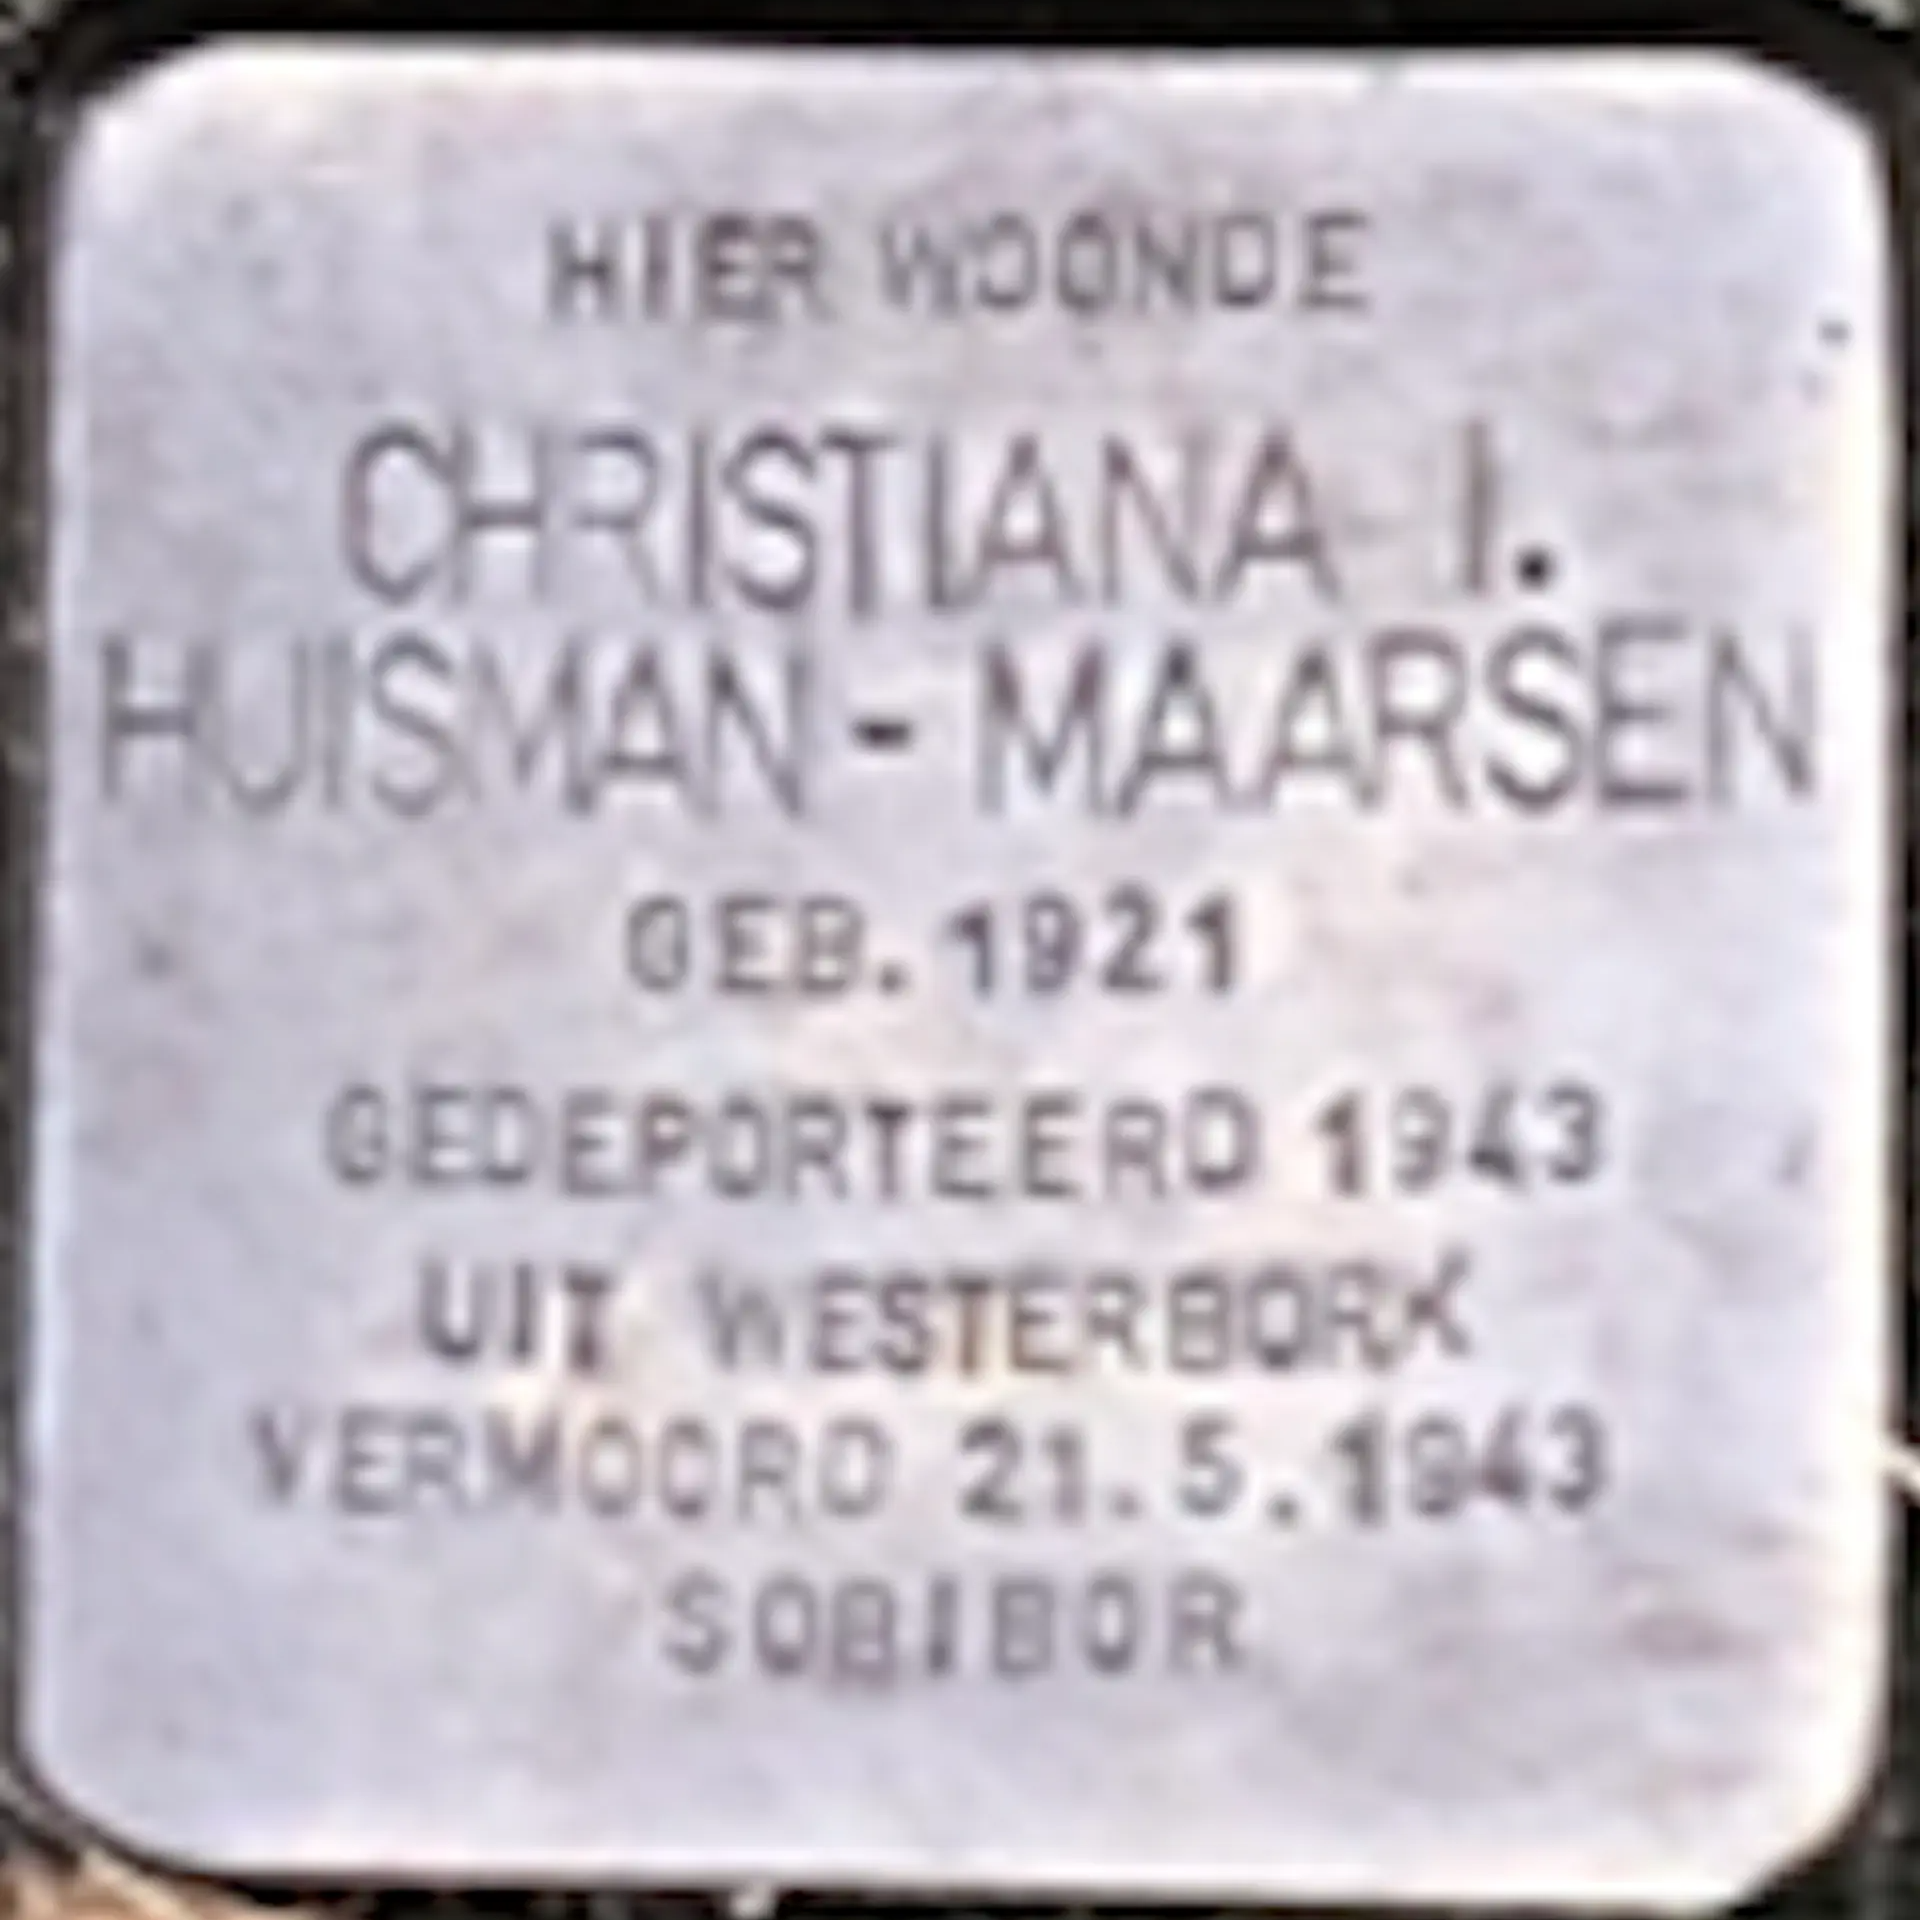 HIER WOONDE
CHRISTIANA I.
HUISMAN - MAARSEN
GEB. 1921
GEDEPORTEERD 1943
UIT WESTERBORK
VERMOORD 21.5.1943
SOBIBOR